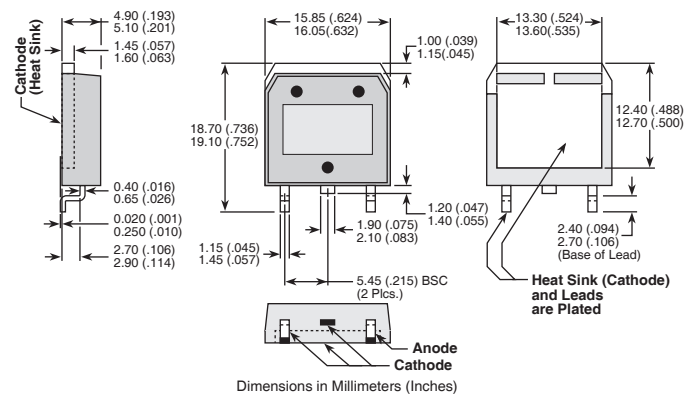 4.90 (.193)
5.10 (.201)
1.45 (.057)
1.60 (.063)
Cathode
(Heat Sink)
0.40 (.016)
0.65 (.026)
0.020 (.001)
0.250 (.010)
2.70 (.106)
2.90 (.114)
15.85 (.624)
16.05(.632)
1.00 (.039)
1.15(.045)
18.70 (.736)
19.10 (.752)
1.20 (.047)
1.40 (.055)
1.90 (.075)
2.10 (.083)
1.15 (.045)
1.45 (.057)
5.45 (.215) BSC
(2 Plcs.)
13.30 (.524)
13.60(.535)
12.40 (.488)
12.70 (.500)
2.40 (.094)
2.70 (.106)
(Base of Lead)
Heat Sink (Cathode)
and Leads
are Plated
Anode
Cathode
Dimensions in Millimeters (Inches)